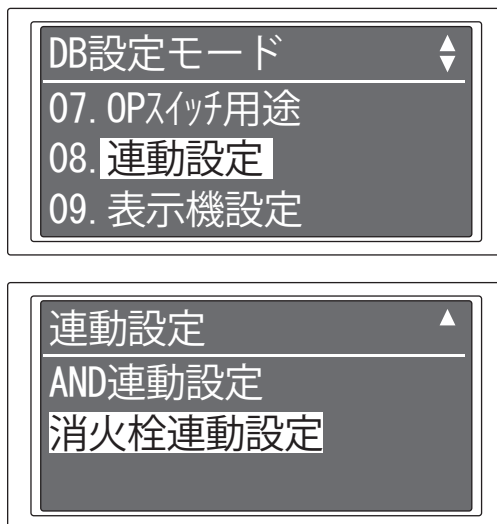 DB設定モード
07. OPｽｲｯﾁ用途
08. 連動設定
09. 表示機設定
連動設定
AND連動設定
消火栓連動設定